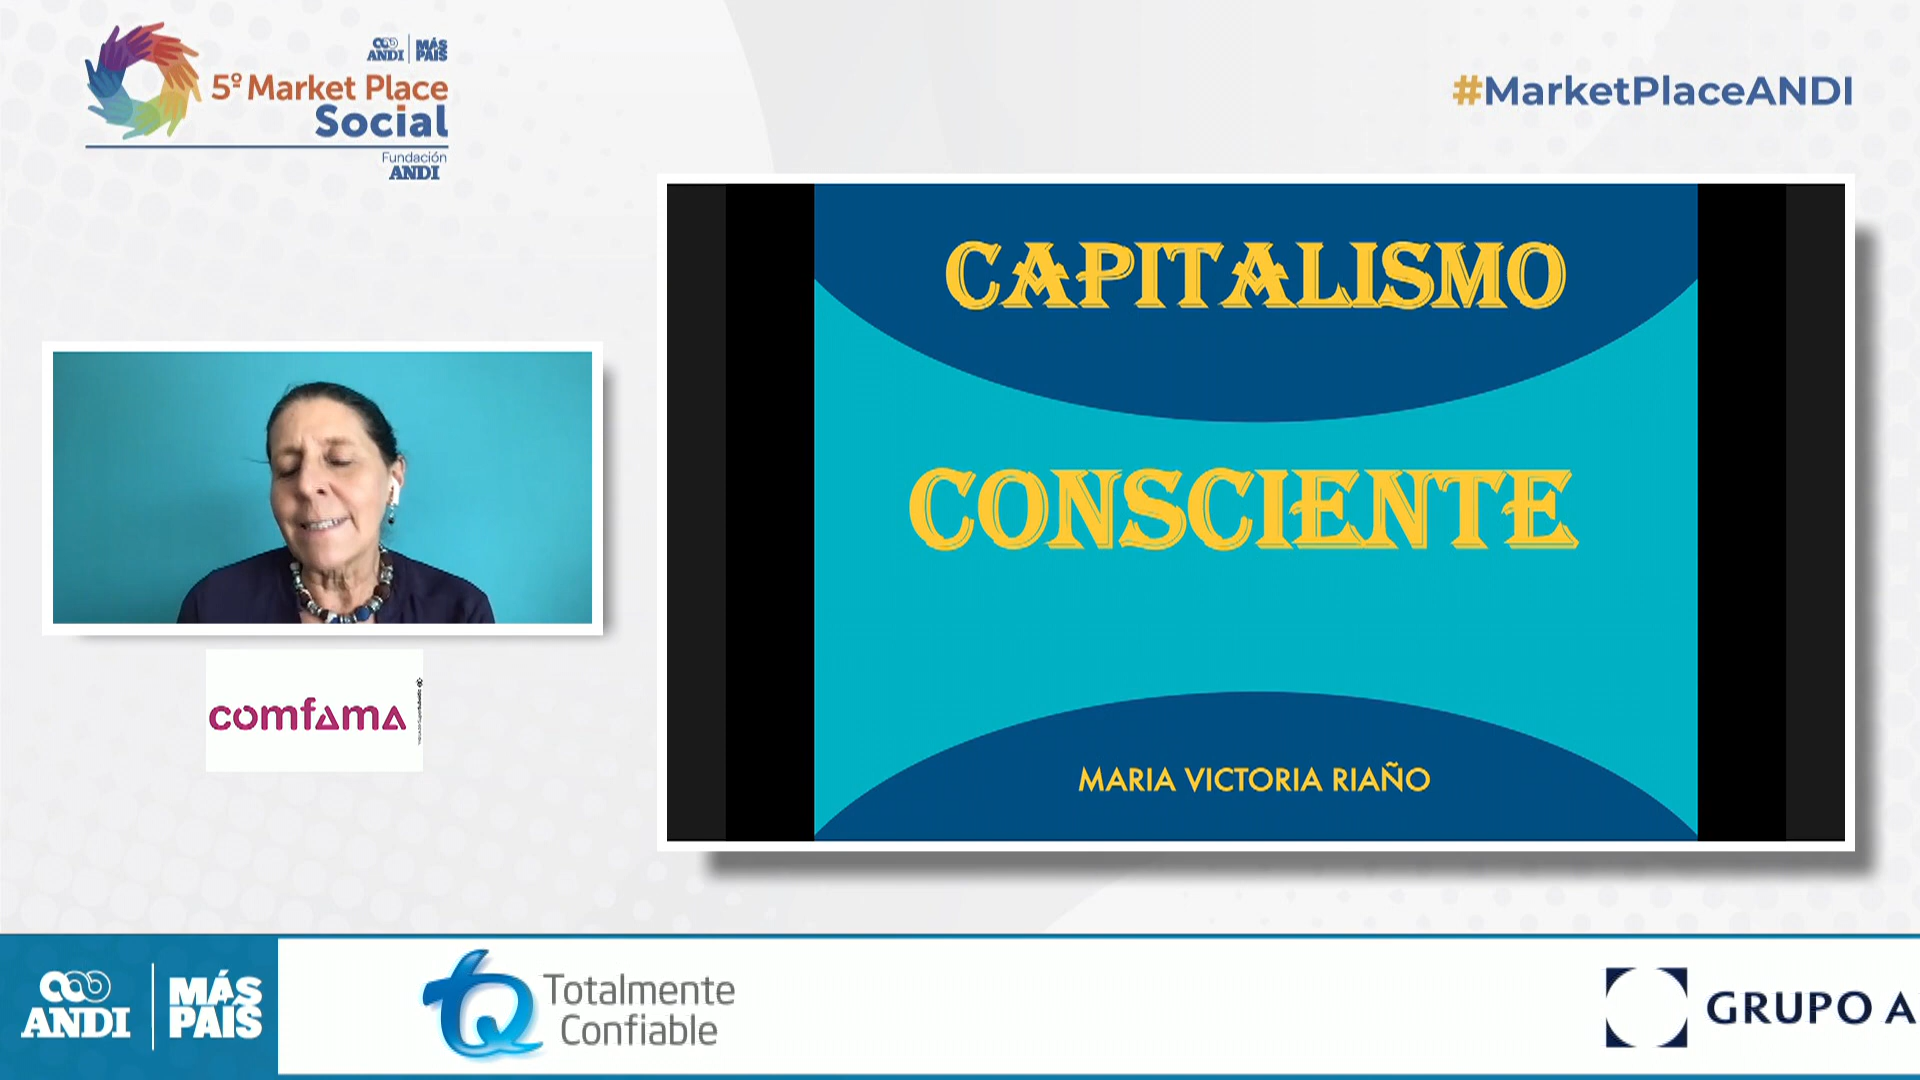 ANDI MÁS PAÍS
5º Market Place
Social
Fundación
ANDI
#MarketPlaceANDI
CAPITALISMO
CONSCIENTE
MARIA VICTORIA RIAÑO
comfama
ANDI MÁS PAÍS
TQ Totalmente
Confiable
GRUPO A